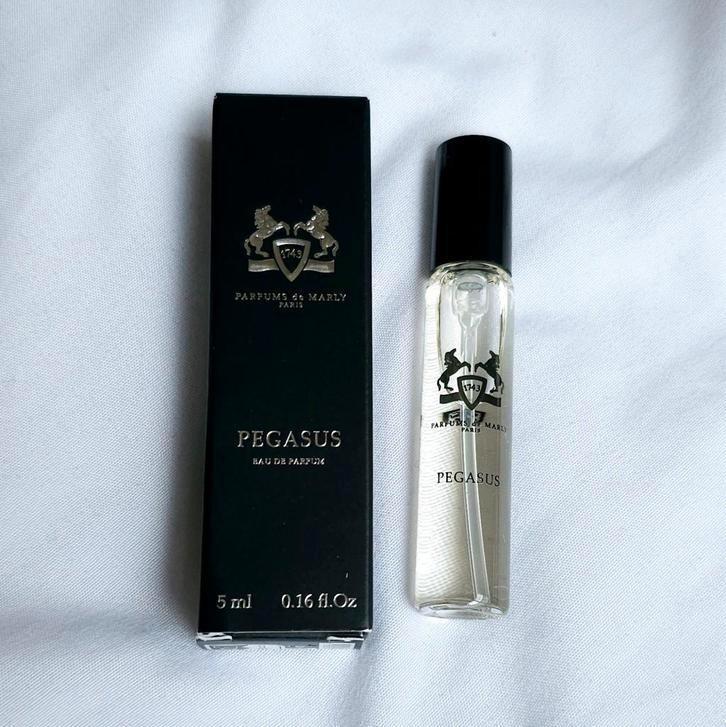 1743
PARFUMS de MARLY
PARIS
PEGASUS
EAU DE PARFUM
5 ml 0.16 fl.Oz
1743
PARFUMS de MARLY
PARIS
PEGASUS